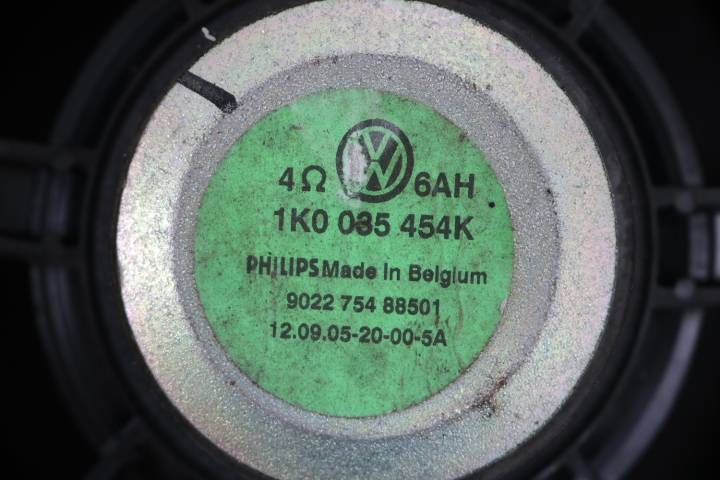 4Ω 6AH
1K0 035 454K
PHILIPS Made In Belgium
9022 754 88501
12.09.05-20-00-5A